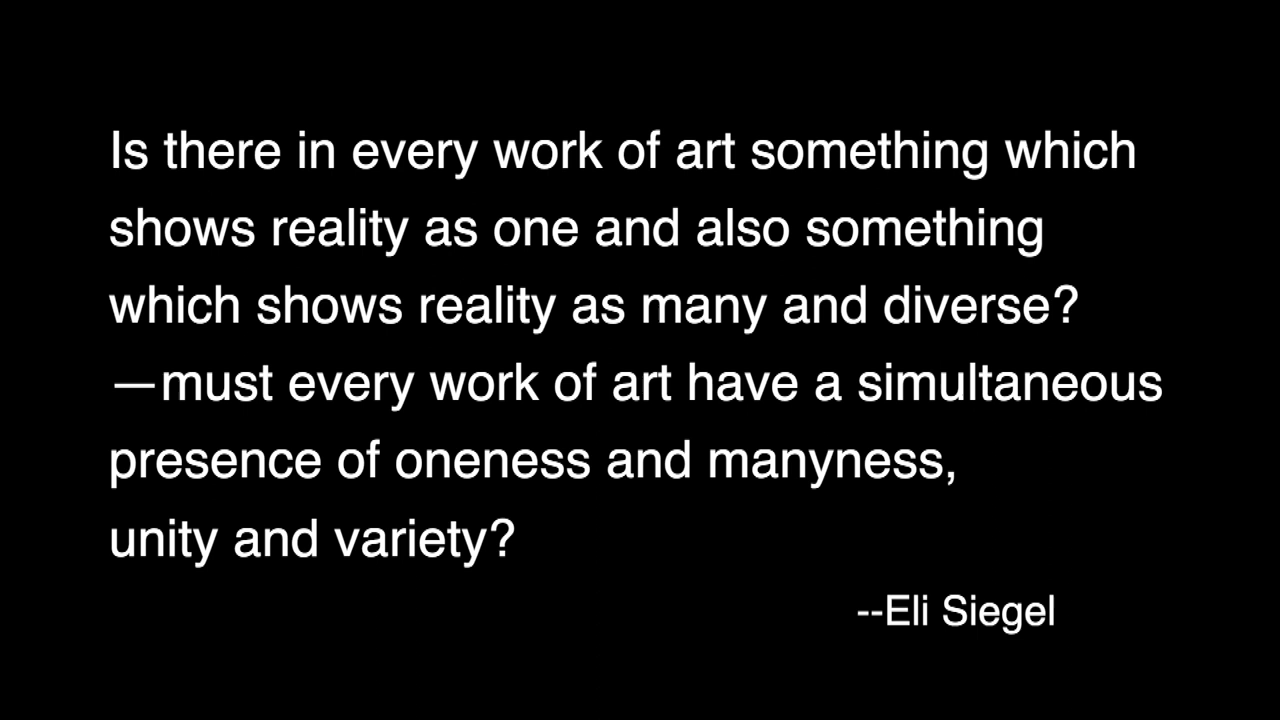 Is there in every work of art something which
shows reality as one and also something
which shows reality as many and diverse?
—must every work of art have a simultaneous
presence of oneness and manyness,
unity and variety?
--Eli Siegel